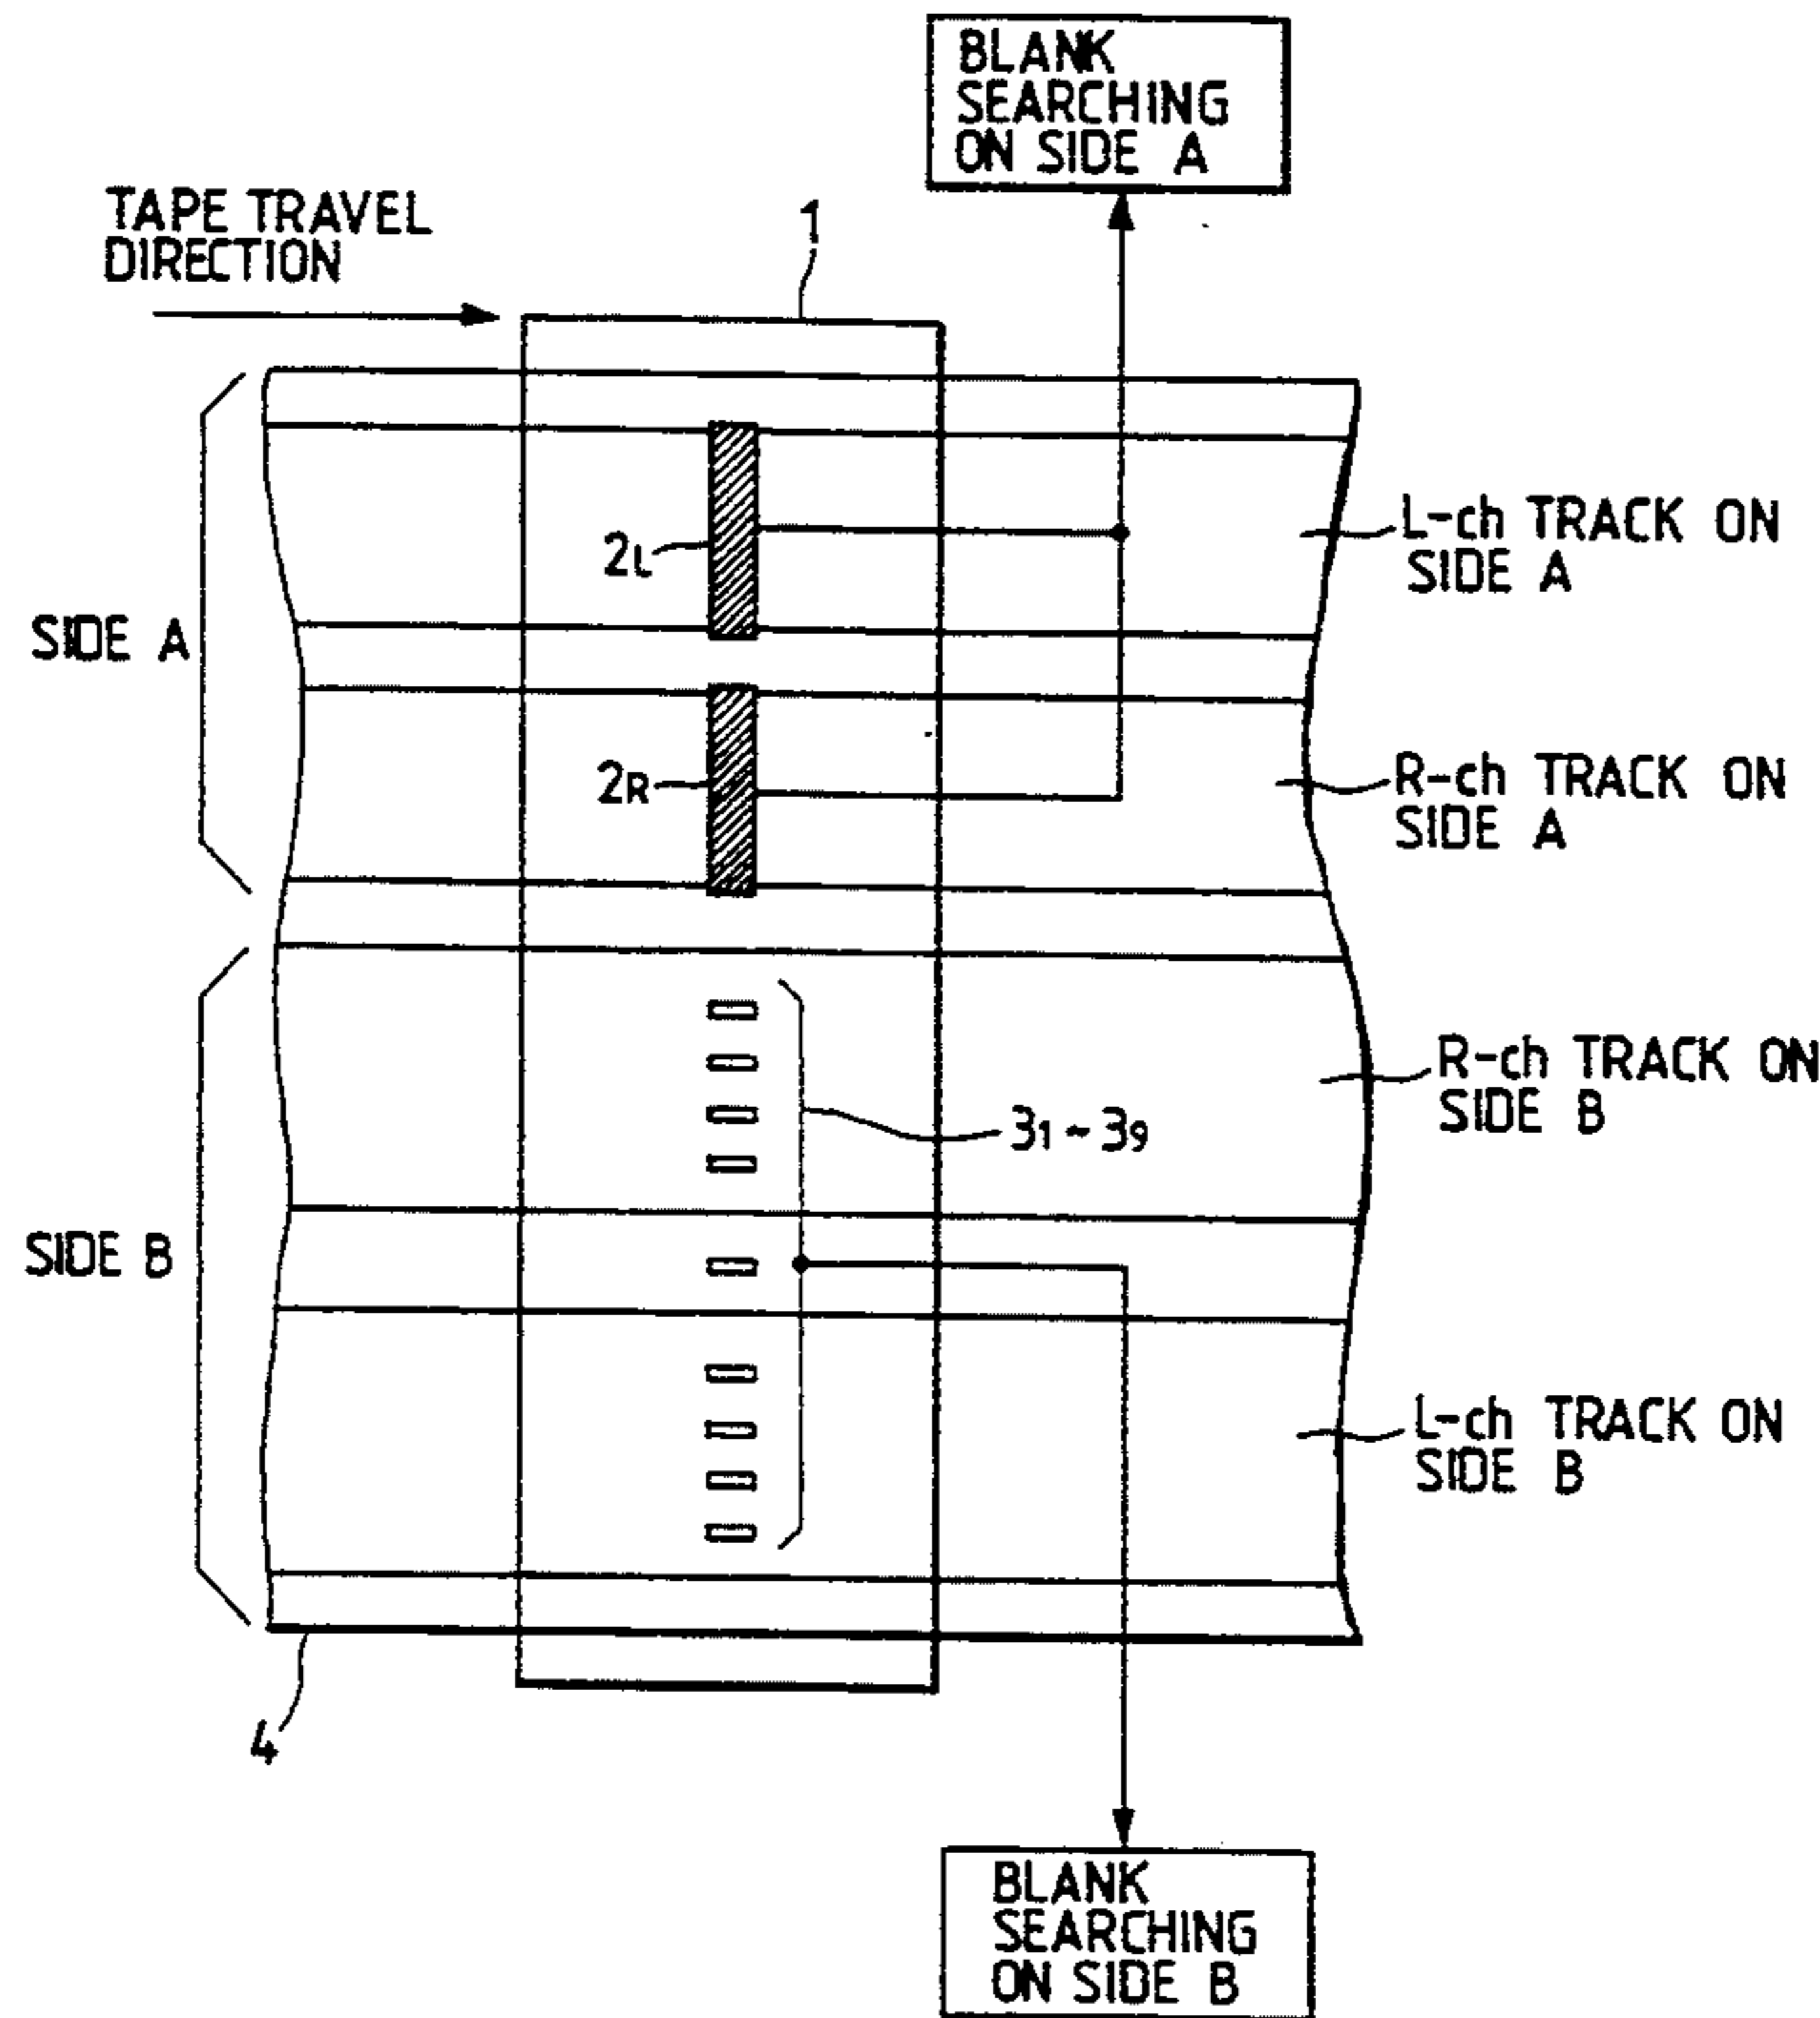 BLANK
SEARCHING
ON SIDE A
TAPE TRAVEL
DIRECTION
1
2L
L-ch TRACK ON
SIDE A
SIDE A
2R
R-ch TRACK ON
SIDE A
R-ch TRACK ON
SIDE B
31~39
SIDE B
L-ch TRACK ON
SIDE B
4
BLANK
SEARCHING
ON SIDE B